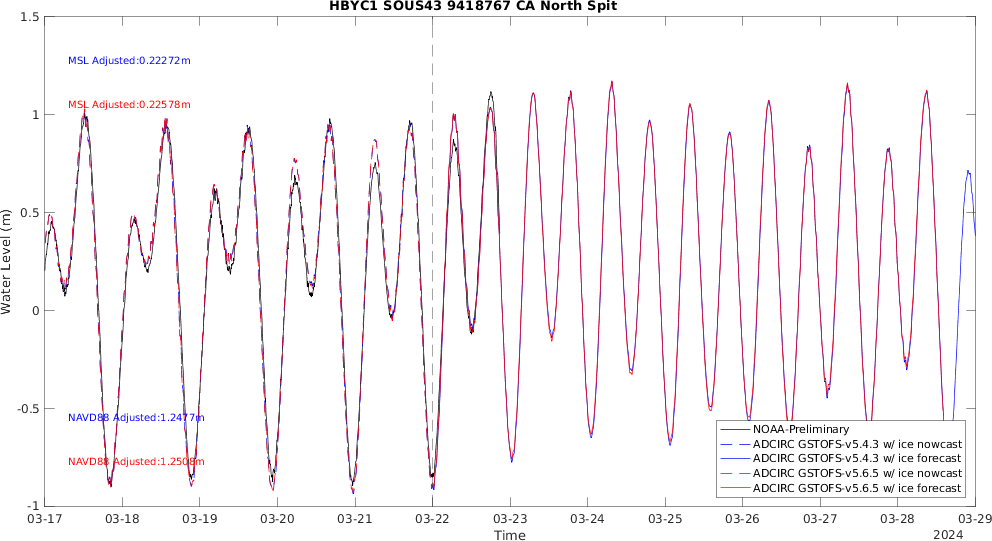 HBYC1 SOUS43 9418767 CA North Spit
1.5
MSL Adjusted:0.22272m
MSL Adjusted:0.22578m
1
0.5
Water Level (m)
0
-0.5
NAVD88 Adjusted:1.2477m
NAVD88 Adjusted:1.2508m
-1
NOAA-Preliminary
ADCIRC GSTOFS-v5.4.3 w/ ice nowcast
ADCIRC GSTOFS-v5.4.3 w/ ice forecast
ADCIRC GSTOFS-v5.6.5 w/ ice nowcast
ADCIRC GSTOFS-v5.6.5 w/ ice forecast
03-17 03-18 03-19 03-20 03-21 03-22 03-23 03-24 03-25 03-26 03-27 03-28 03-29
Time
2024